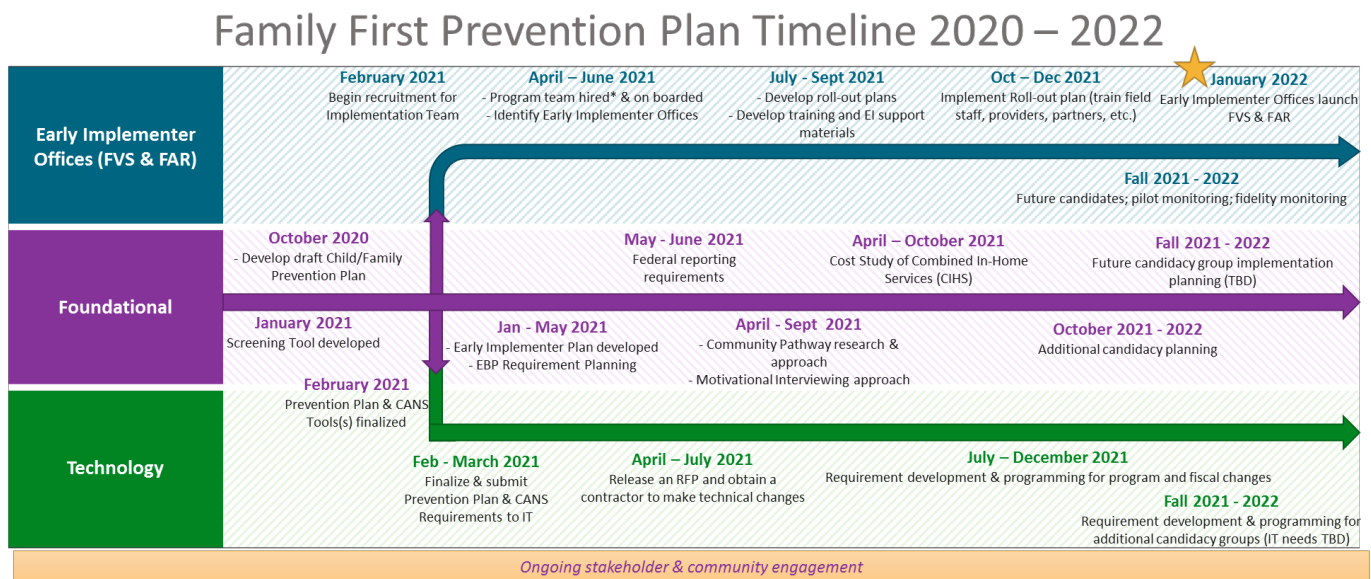 Family First Prevention Plan Timeline 2020 – 2022
Early Implementer
Offices (FVS & FAR)
February 2021
Begin recruitment for
Implementation Team
April – June 2021
- Program team hired* & on boarded
- Identify Early Implementer Offices
July - Sept 2021
- Develop roll-out plans
- Develop training and EI support
materials
Oct – Dec 2021
Implement Roll-out plan (train field
staff, providers, partners, etc.)
January 2022
Early Implementer Offices launch
FVS & FAR
Fall 2021 - 2022
Future candidates; pilot monitoring; fidelity monitoring
Foundational
October 2020
- Develop draft Child/Family
Prevention Plan
May - June 2021
Federal reporting
requirements
April – October 2021
Cost Study of Combined In-Home
Services (CIHS)
Fall 2021 - 2022
Future candidacy group implementation
planning (TBD)
January 2021
Screening Tool developed
Jan - May 2021
- Early Implementer Plan developed
- EBP Requirement Planning
April - Sept 2021
- Community Pathway research &
approach
- Motivational Interviewing approach
October 2021 - 2022
Additional candidacy planning
February 2021
Prevention Plan & CANS
Tools(s) finalized
Technology
Feb - March 2021
Finalize & submit
Prevention Plan & CANS
Requirements to IT
April – July 2021
Release an RFP and obtain a
contractor to make technical changes
July – December 2021
Requirement development & programming for program and fiscal changes
Fall 2021 - 2022
Requirement development & programming for
additional candidacy groups (IT needs TBD)
Ongoing stakeholder & community engagement